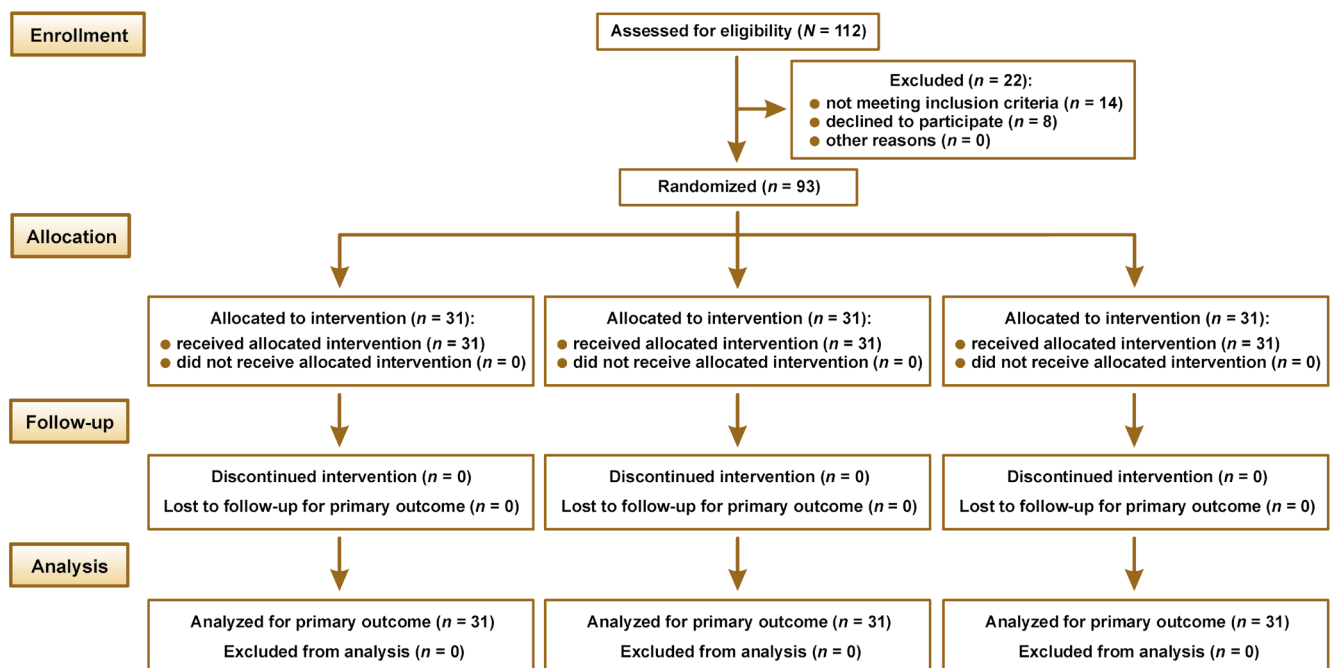 Enrollment
Assessed for eligibility (N = 112)
Excluded (n = 22):
● not meeting inclusion criteria (n = 14)
● declined to participate (n = 8)
● other reasons (n = 0)
Randomized (n = 93)
Allocation
Allocated to intervention (n = 31):
● received allocated intervention (n = 31)
● did not receive allocated intervention (n = 0)
Allocated to intervention (n = 31):
● received allocated intervention (n = 31)
● did not receive allocated intervention (n = 0)
Allocated to intervention (n = 31):
● received allocated intervention (n = 31)
● did not receive allocated intervention (n = 0)
Follow-up
Discontinued intervention (n = 0)
Lost to follow-up for primary outcome (n = 0)
Discontinued intervention (n = 0)
Lost to follow-up for primary outcome (n = 0)
Discontinued intervention (n = 0)
Lost to follow-up for primary outcome (n = 0)
Analysis
Analyzed for primary outcome (n = 31)
Excluded from analysis (n = 0)
Analyzed for primary outcome (n = 31)
Excluded from analysis (n = 0)
Analyzed for primary outcome (n = 31)
Excluded from analysis (n = 0)